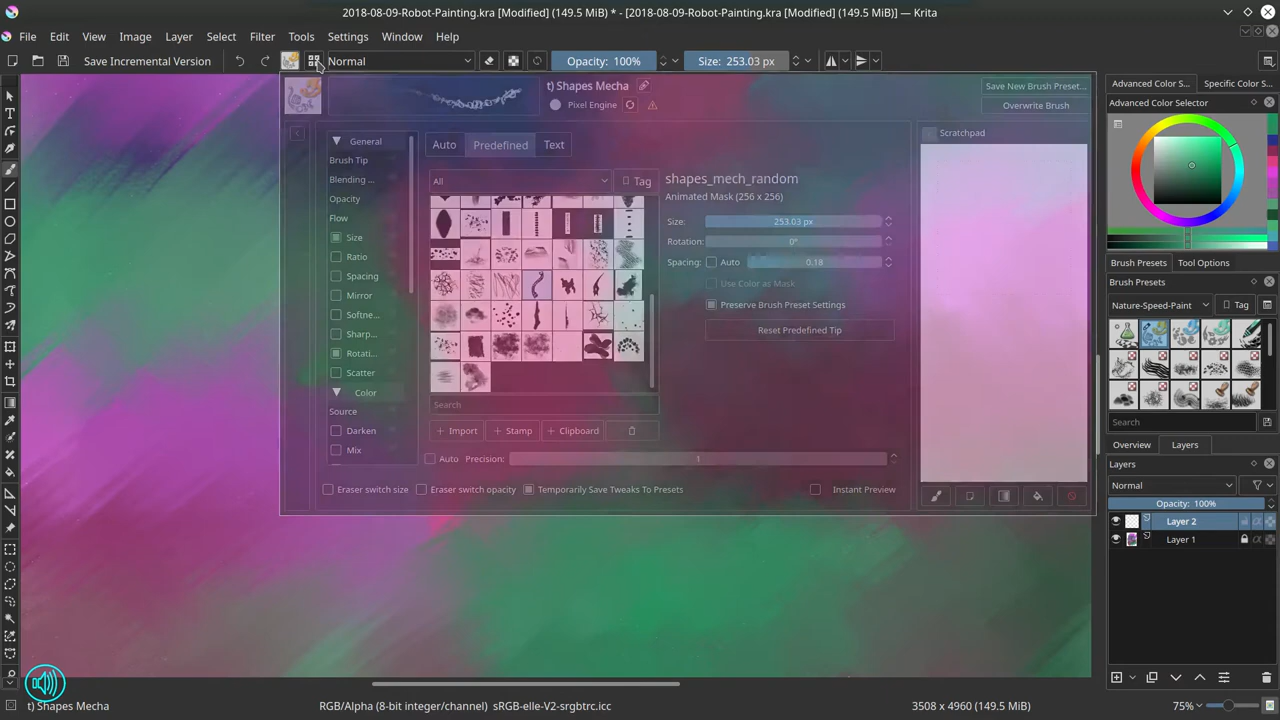 2018-08-09-Robot-Painting.kra [Modified] (149.5 MiB) * - [2018-08-09-Robot-Painting.kra [Modified] (149.5 MiB)] — Krita
File Edit View Image Layer Select Filter Tools Settings Window Help
Save Incremental Version
Normal
Opacity: 100%
Size: 253.03 px
Advanced Color S...
Specific Color S...
Advanced Color Selector
t) Shapes Mecha
Save New Brush Preset...
Pixel Engine
Overwrite Brush
Scratchpad
General
Auto
Predefined
Text
Brush Tip
Blending ...
Opacity
Flow
Size
Ratio
Spacing
Mirror
Softne...
Sharp...
Rotati...
Scatter
Color
Source
Darken
Mix
All
Tag
shapes_mech_random
Animated Mask (256 x 256)
Size: 253.03 px
Rotation: 0°
Spacing: Auto 0.18
Use Color as Mask
Preserve Brush Preset Settings
Reset Predefined Tip
Search
Import
Stamp
Clipboard
Auto Precision: 1
Eraser switch size
Eraser switch opacity
Temporarily Save Tweaks To Presets
Instant Preview
Brush Presets
Tool Options
Brush Presets
Nature-Speed-Paint
Tag
Search
Overview
Layers
Layers
Normal
Opacity: 100%
Layer 2
Layer 1
t) Shapes Mecha
RGB/Alpha (8-bit integer/channel) sRGB-elle-V2-srgbtrc.icc
3508 x 4960 (149.5 MiB)
75%